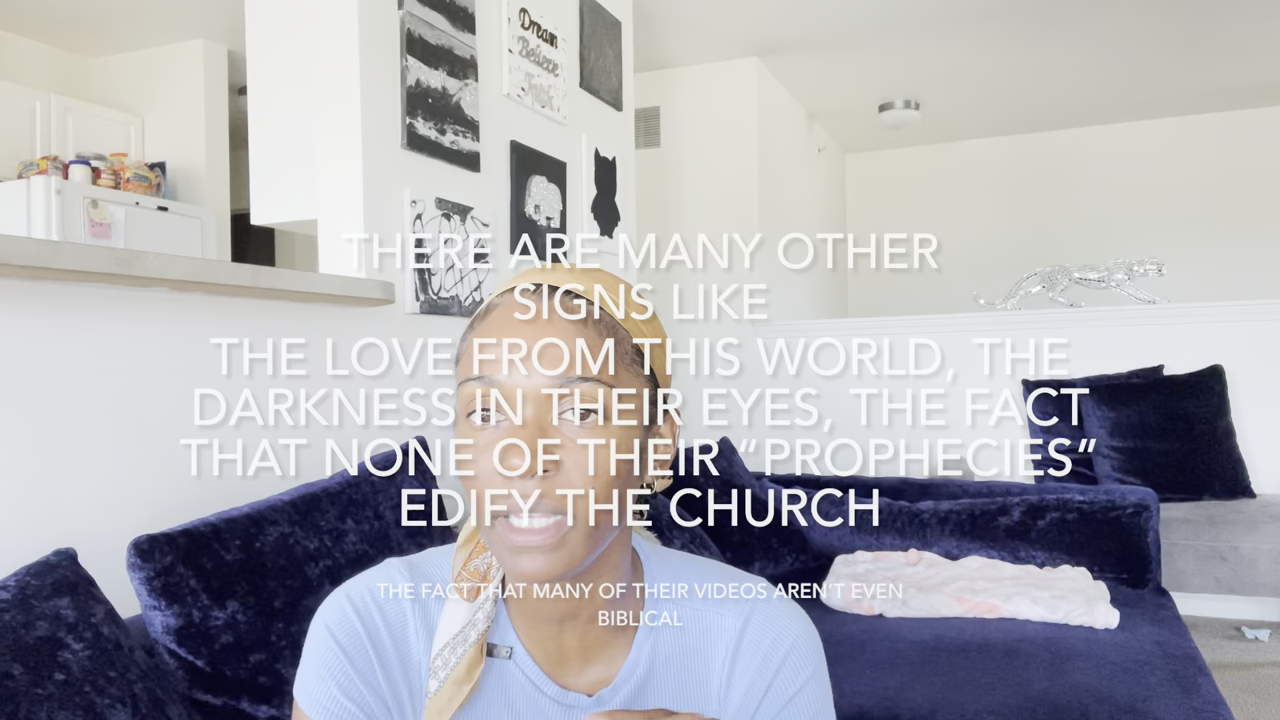 Dream
Believe
Faith
THERE ARE MANY OTHER
SIGNS LIKE
THE LOVE FROM THIS WORLD, THE
DARKNESS IN THEIR EYES, THE FACT
THAT NONE OF THEIR “PROPHECIES”
EDIFY THE CHURCH
THE FACT THAT MANY OF THEIR VIDEOS AREN’T EVEN
BIBLICAL